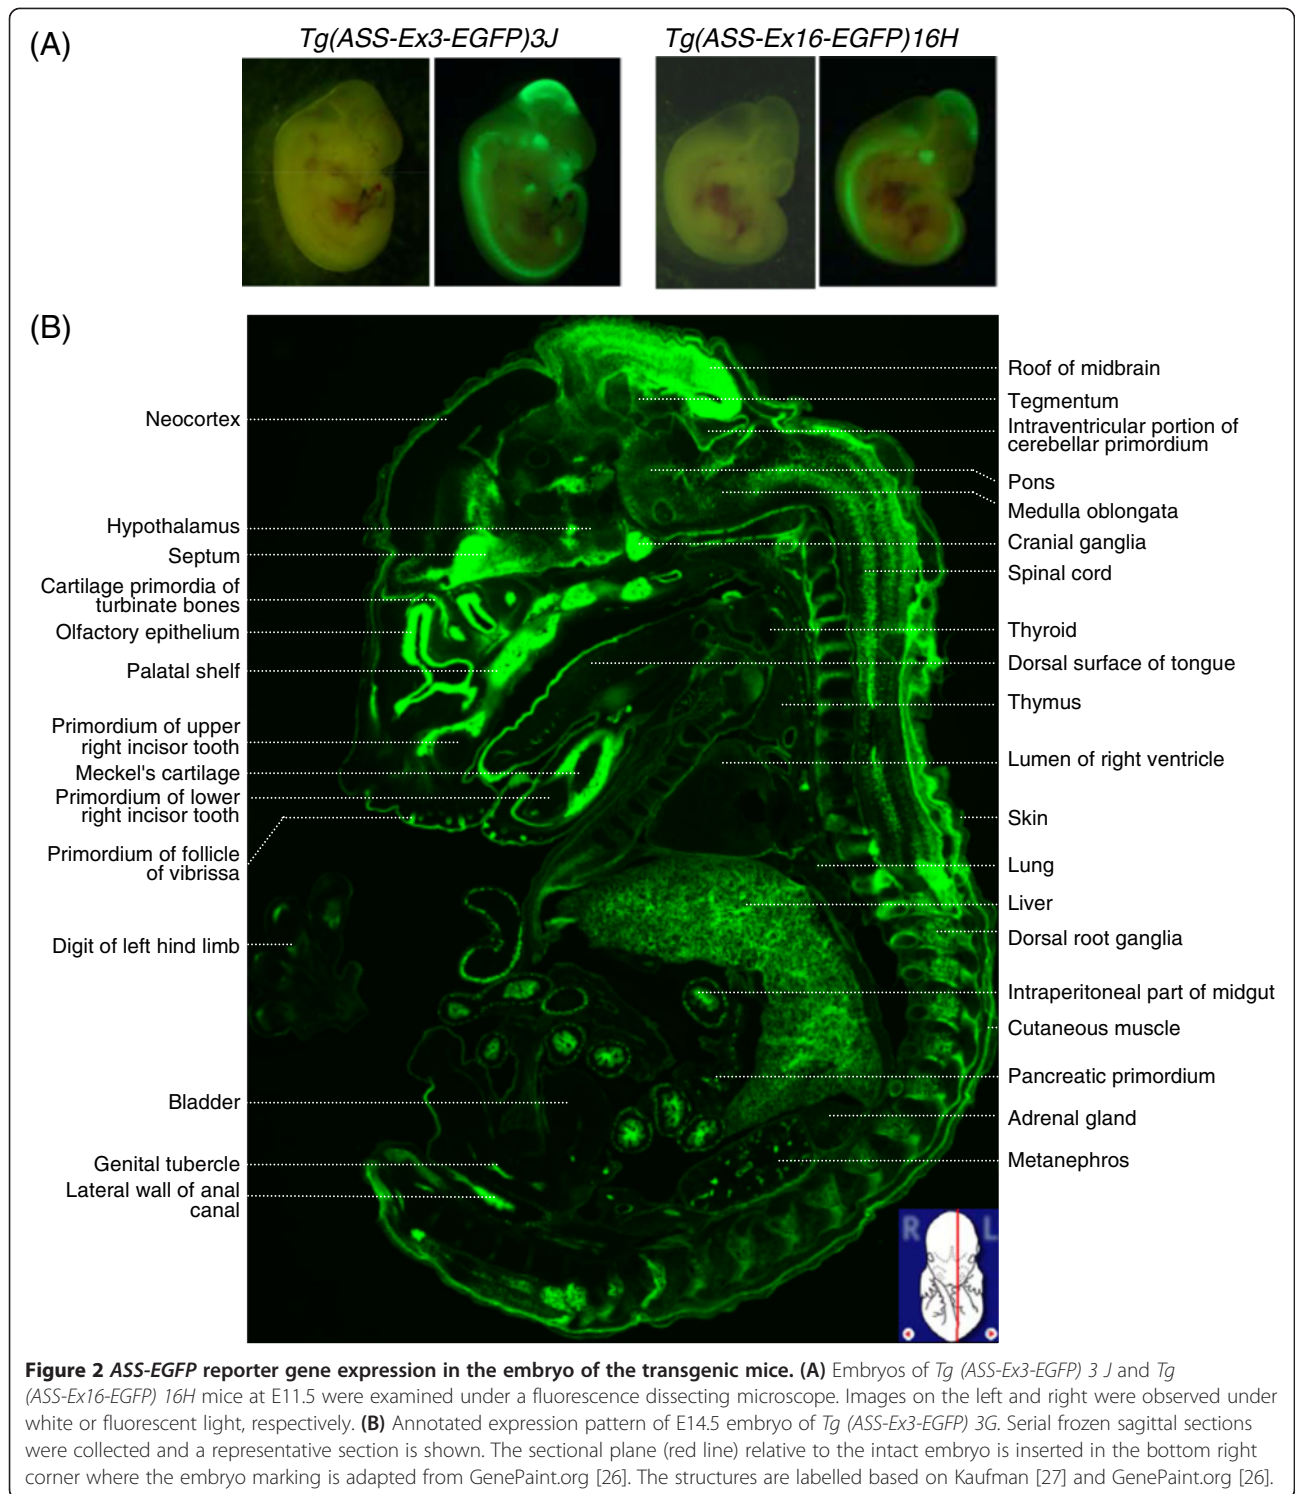 (A)
Tg(ASS-Ex3-EGFP)3J
Tg(ASS-Ex16-EGFP)16H
(B)
Neocortex
Hypothalamus
Septum
Cartilage primordia of
turbinate bones
Olfactory epithelium
Palatal shelf
Primordium of upper
right incisor tooth
Meckel's cartilage
Primordium of lower
right incisor tooth
Primordium of follicle
of vibrissa
Digit of left hind limb
Bladder
Genital tubercle
Lateral wall of anal
canal
Roof of midbrain
Tegmentum
Intraventricular portion of
cerebellar primordium
Pons
Medulla oblongata
Cranial ganglia
Spinal cord
Thyroid
Dorsal surface of tongue
Thymus
Lumen of right ventricle
Skin
Lung
Liver
Dorsal root ganglia
Intraperitoneal part of midgut
Cutaneous muscle
Pancreatic primordium
Adrenal gland
Metanephros
R L
Figure 2 ASS-EGFP reporter gene expression in the embryo of the transgenic mice. (A) Embryos of Tg (ASS-Ex3-EGFP) 3 J and Tg
(ASS-Ex16-EGFP) 16H mice at E11.5 were examined under a fluorescence dissecting microscope. Images on the left and right were observed under
white or fluorescent light, respectively. (B) Annotated expression pattern of E14.5 embryo of Tg (ASS-Ex3-EGFP) 3G. Serial frozen sagittal sections
were collected and a representative section is shown. The sectional plane (red line) relative to the intact embryo is inserted in the bottom right
corner where the embryo marking is adapted from GenePaint.org [26]. The structures are labelled based on Kaufman [27] and GenePaint.org [26].